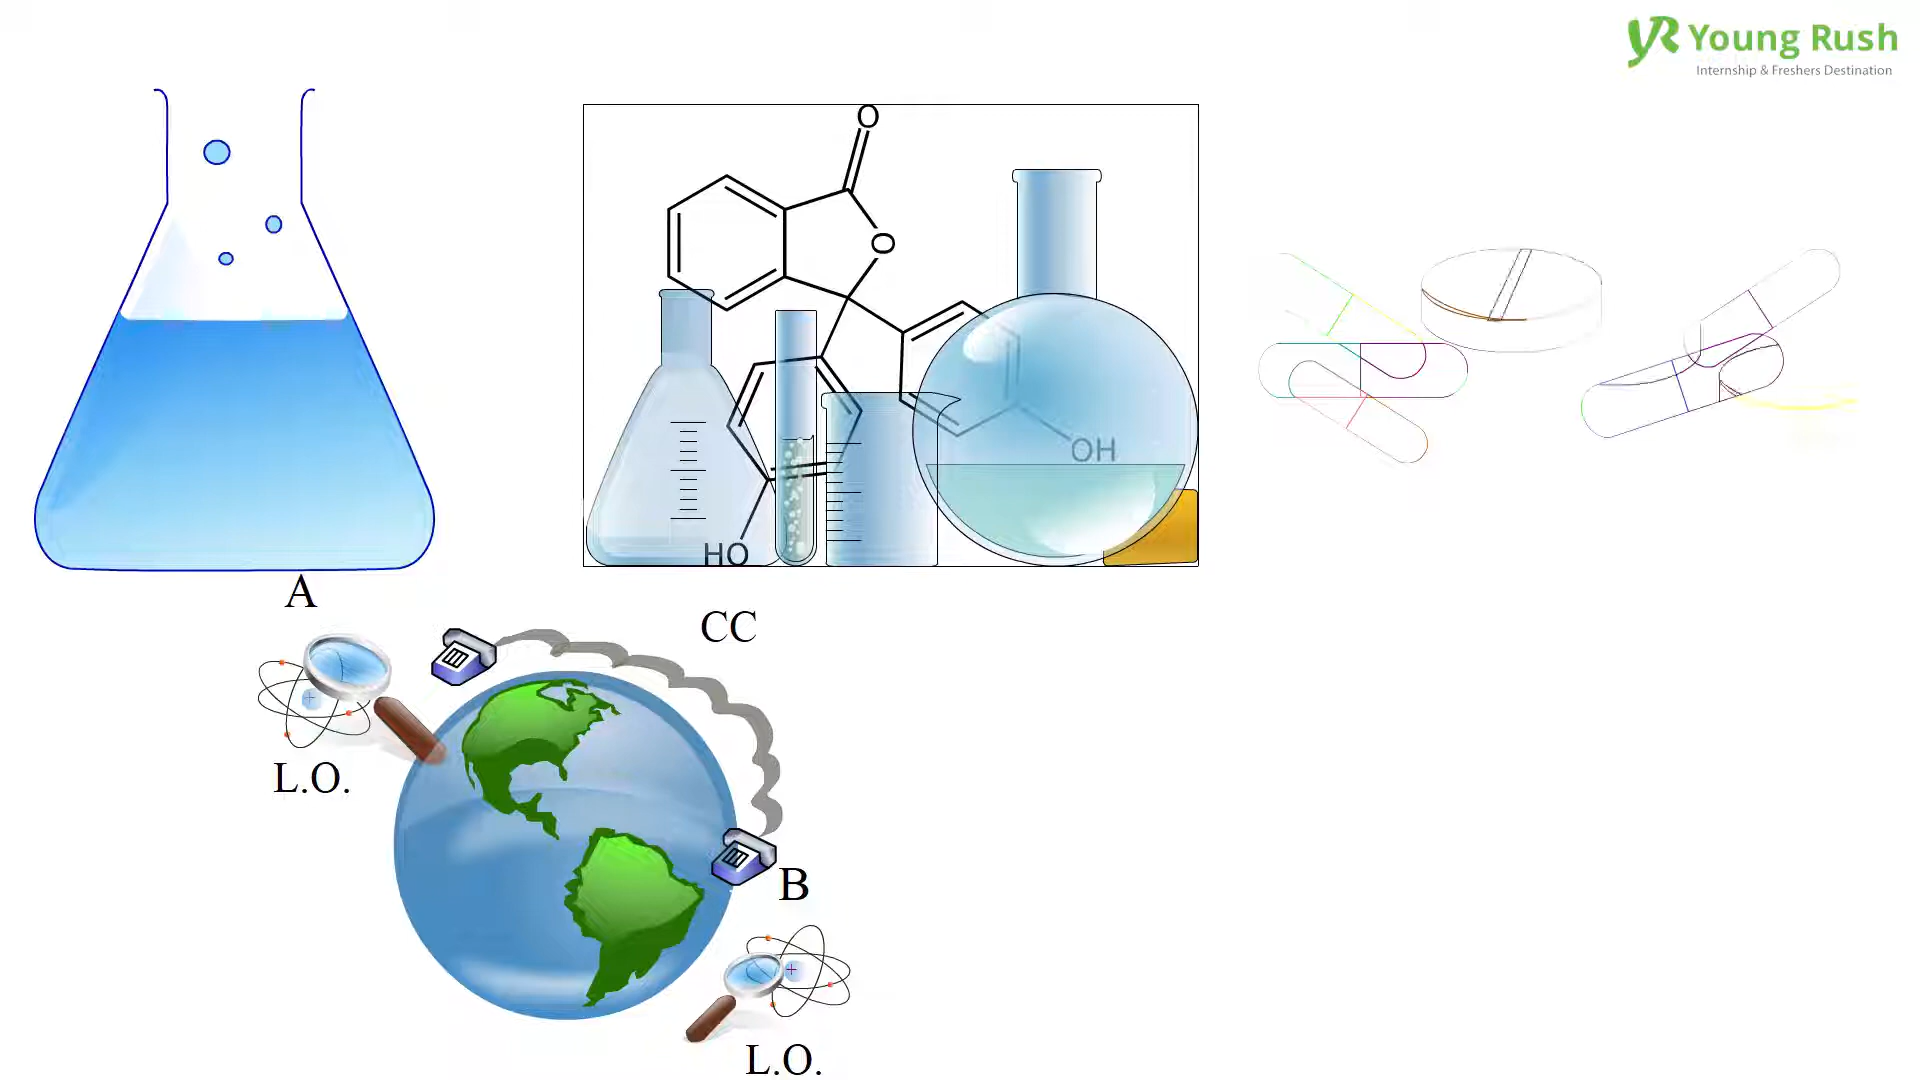 Young Rush
Internship & Freshers Destination
O
O
OH
HO
A
CC
L.O.
B
L.O.